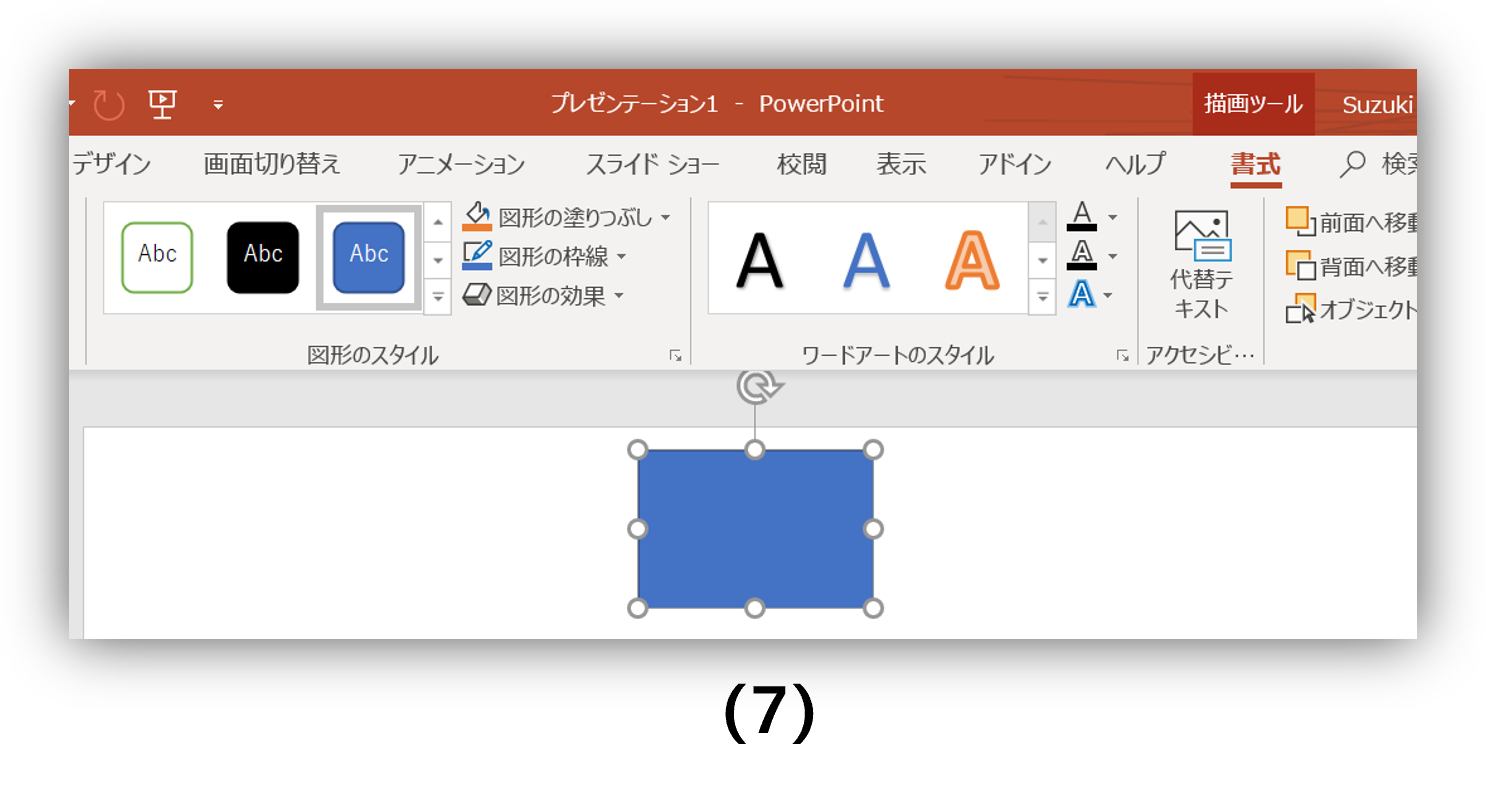 プレゼンテーション1 - PowerPoint
描画ツール
Suzuki
デザイン 画面切り替え アニメーション スライド ショー 校閲 表示 アドイン ヘルプ 書式
Abc Abc Abc
図形の塗りつぶし
図形の枠線
図形の効果
図形のスタイル
A A A
A
A
A
ワードアートのスタイル
代替テ
キスト
アクセシビ…
前面へ移
背面へ移
オブジェクト
(7)